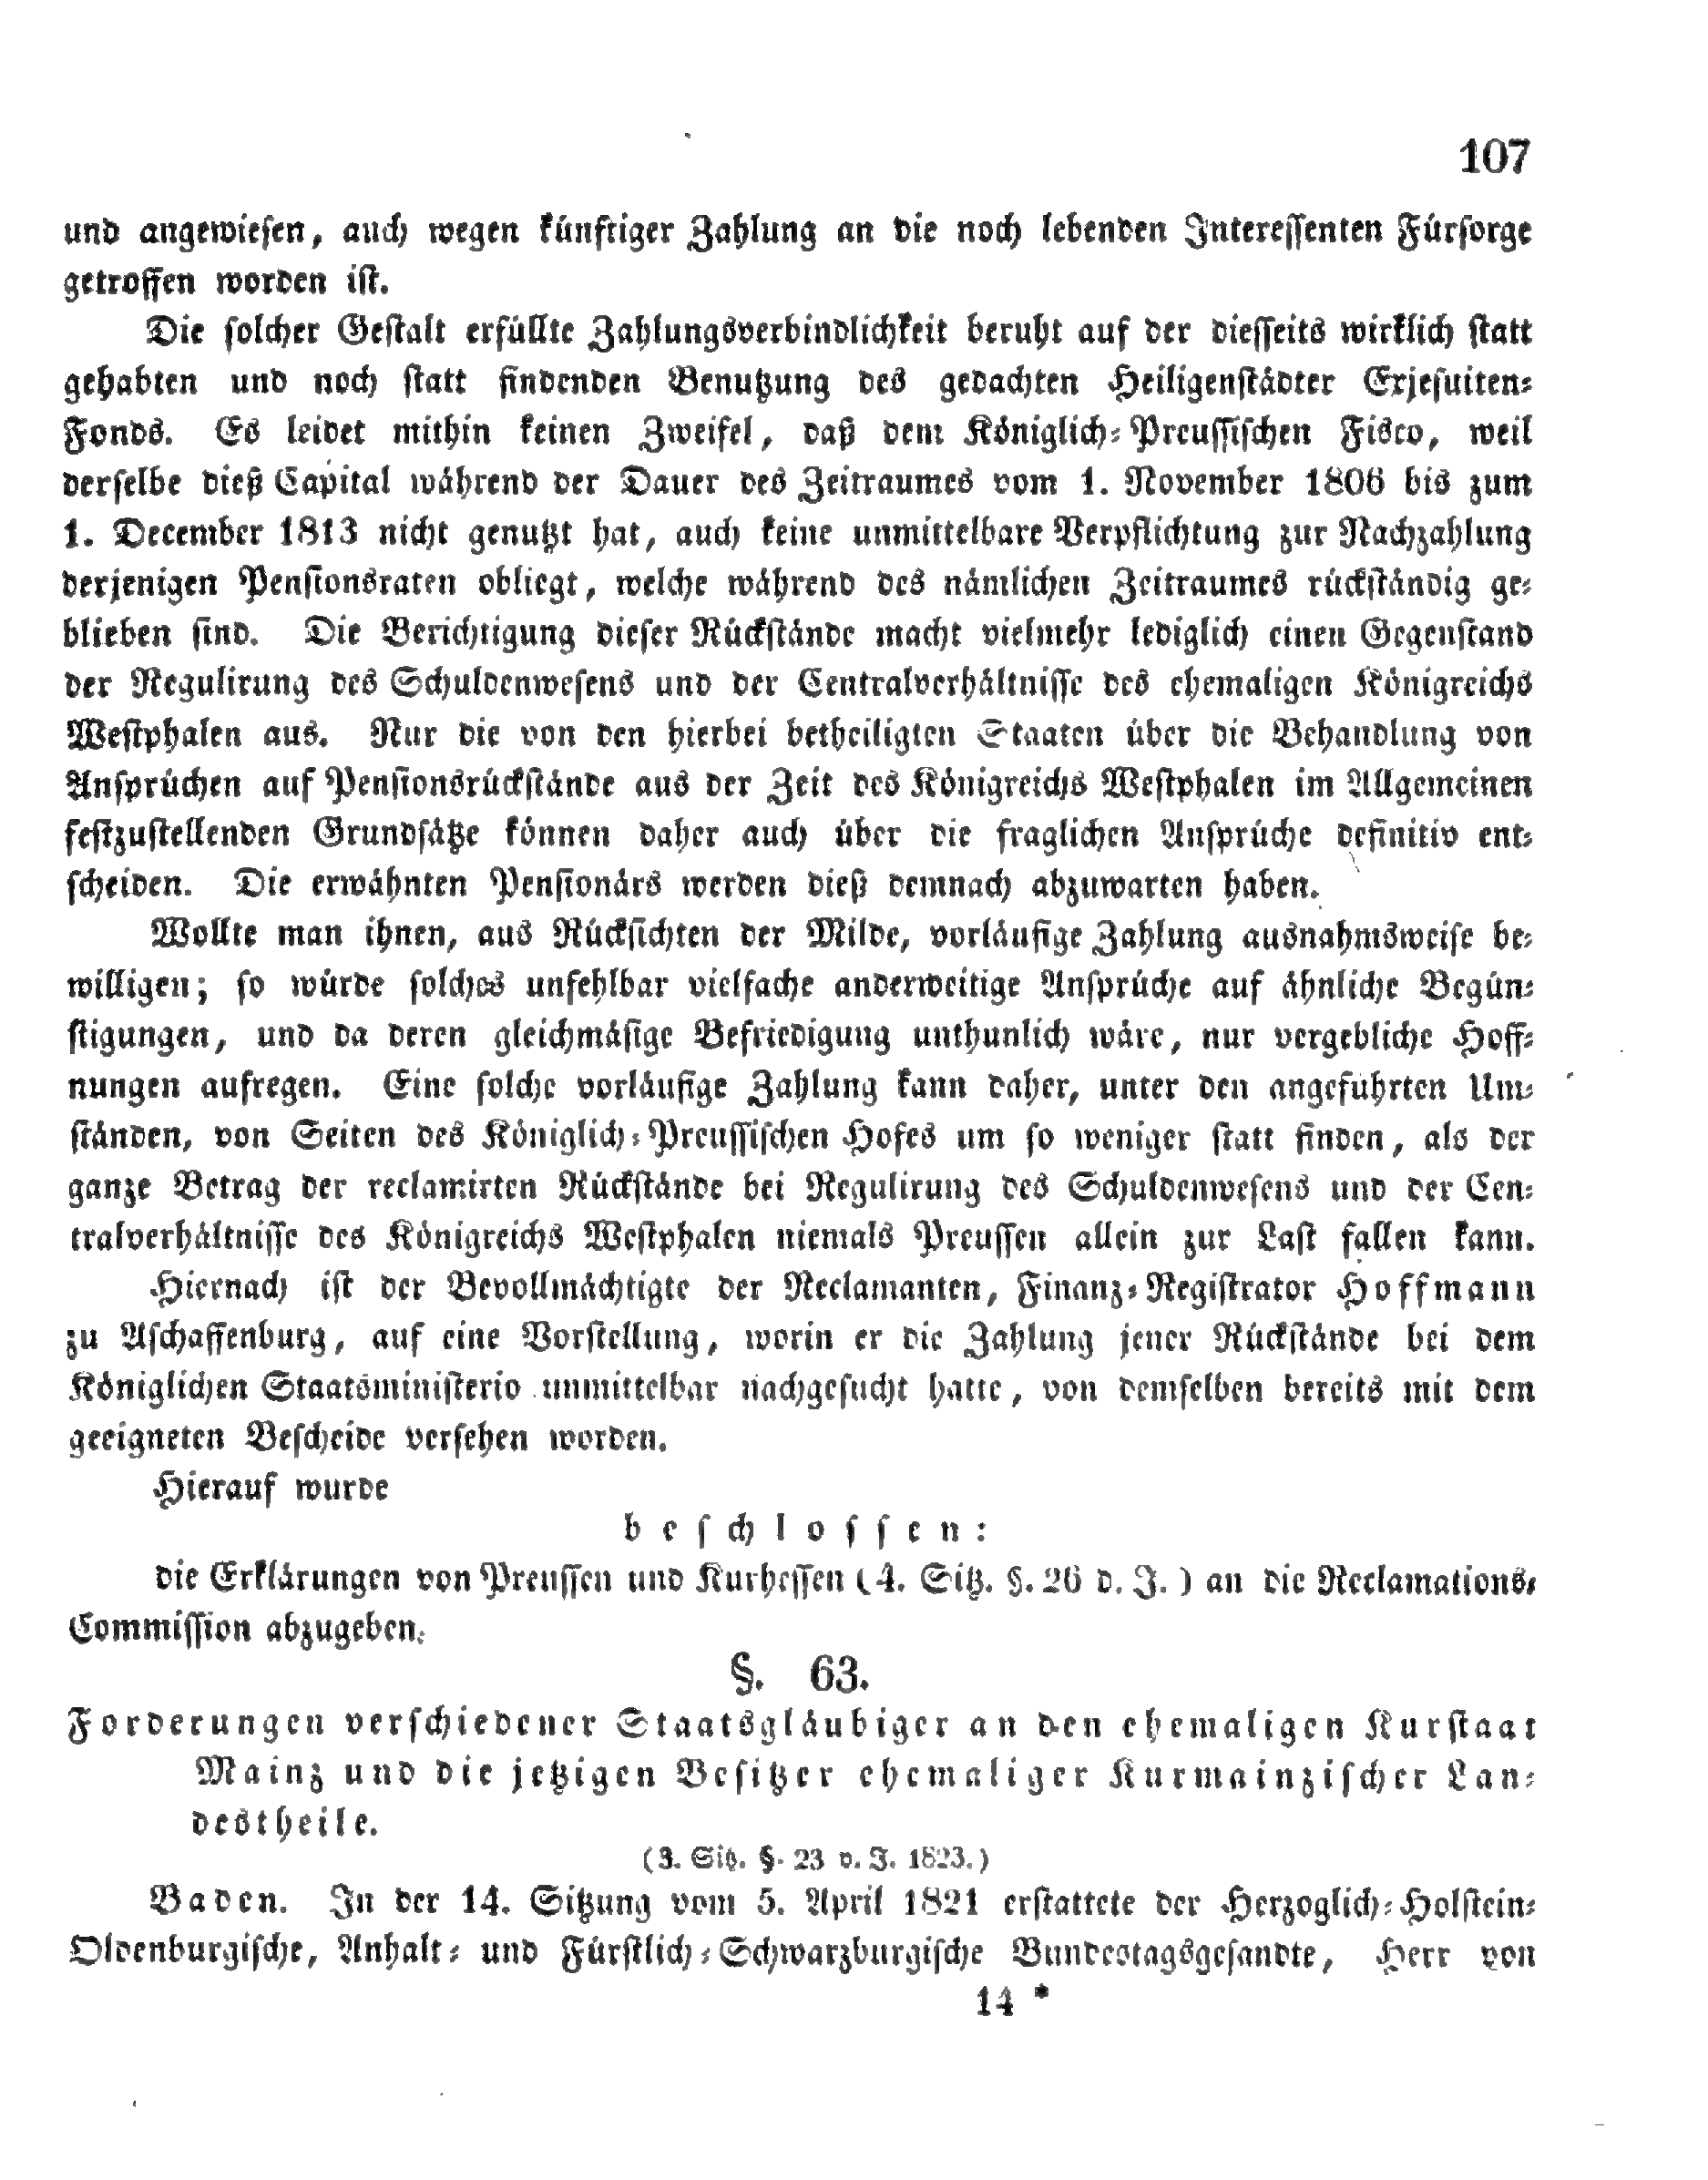 107
und angewiesen, auch wegen künftiger Zahlung an die noch lebenden Interessenten Fürsorge
getroffen worden ist.
Die solcher Gestalt erfüllte Zahlungsverbindlichkeit beruht auf der diesseits wirklich statt
gehabten und noch statt findenden Benutzung des gedachten Heiligenstädter Exjesuiten-
Fonds. Es leidet mithin keinen Zweifel, daß dem Königlich-Preussischen Fisco, weil
derselbe dieß Capital während der Dauer des Zeitraumes vom 1. November 1806 bis zum
1. December 1813 nicht genutzt hat, auch keine unmittelbare Verpflichtung zur Nachzahlung
derjenigen Pensionsraten obliegt, welche während des nämlichen Zeitraumes rückständig ge-
blieben sind. Die Berichtigung dieser Rückstände macht vielmehr lediglich einen Gegenstand
der Regulirung des Schuldenwesens und der Centralverhältnisse des ehemaligen Königreichs
Westphalen aus. Nur die von den hierbei betheiligten Staaten über die Behandlung von
Ansprüchen auf Pensionsrückstände aus der Zeit des Königreichs Westphalen im Allgemeinen
festzustellenden Grundsätze können daher auch über die fraglichen Ansprüche definitiv ent-
scheiden. Die erwähnten Pensionärs werden dieß demnach abzuwarten haben.
Wollte man ihnen, aus Rücksichten der Milde, vorläufige Zahlung ausnahmsweise be-
willigen; so würde solches unfehlbar vielfache anderweitige Ansprüche auf ähnliche Begün-
stigungen, und da deren gleichmäsige Befriedigung unthunlich wäre, nur vergebliche Hoff-
nungen aufregen. Eine solche vorläufige Zahlung kann daher, unter den angeführten Um-
ständen, von Seiten des Königlich-Preussischen Hofes um so weniger statt finden, als der
ganze Betrag der reclamirten Rückstände bei Regulirung des Schuldenwesens und der Cen-
tralverhältnisse des Königreichs Westphalen niemals Preussen allein zur Last fallen kann.
Hiernach ist der Bevollmächtigte der Reclamanten, Finanz-Registrator Hoffmann
zu Aschaffenburg, auf eine Vorstellung, worin er die Zahlung jener Rückstände bei dem
Königlichen Staatsministerio unmittelbar nachgesucht hatte, von demselben bereits mit dem
geeigneten Bescheide versehen worden.
Hierauf wurde
beschlossen:
die Erklärungen von Preussen und Kurhessen (4. Sitz. §. 26 d. J.) an die Reclamations-
Commission abzugeben.
§. 63.
Forderungen verschiedener Staatsgläubiger an den ehemaligen Kurstaat
Mainz und die jetzigen Besitzer ehemaliger Kurmainzischer Lan-
destheile.
(3. Sitz. §. 23 v. J. 1823.)
Baden. In der 14. Sitzung vom 5. April 1821 erstattete der Herzoglich-Holstein-
Oldenburgische, Anhalt- und Fürstlich-Schwarzburgische Bundestagsgesandte, Herr von
14 *